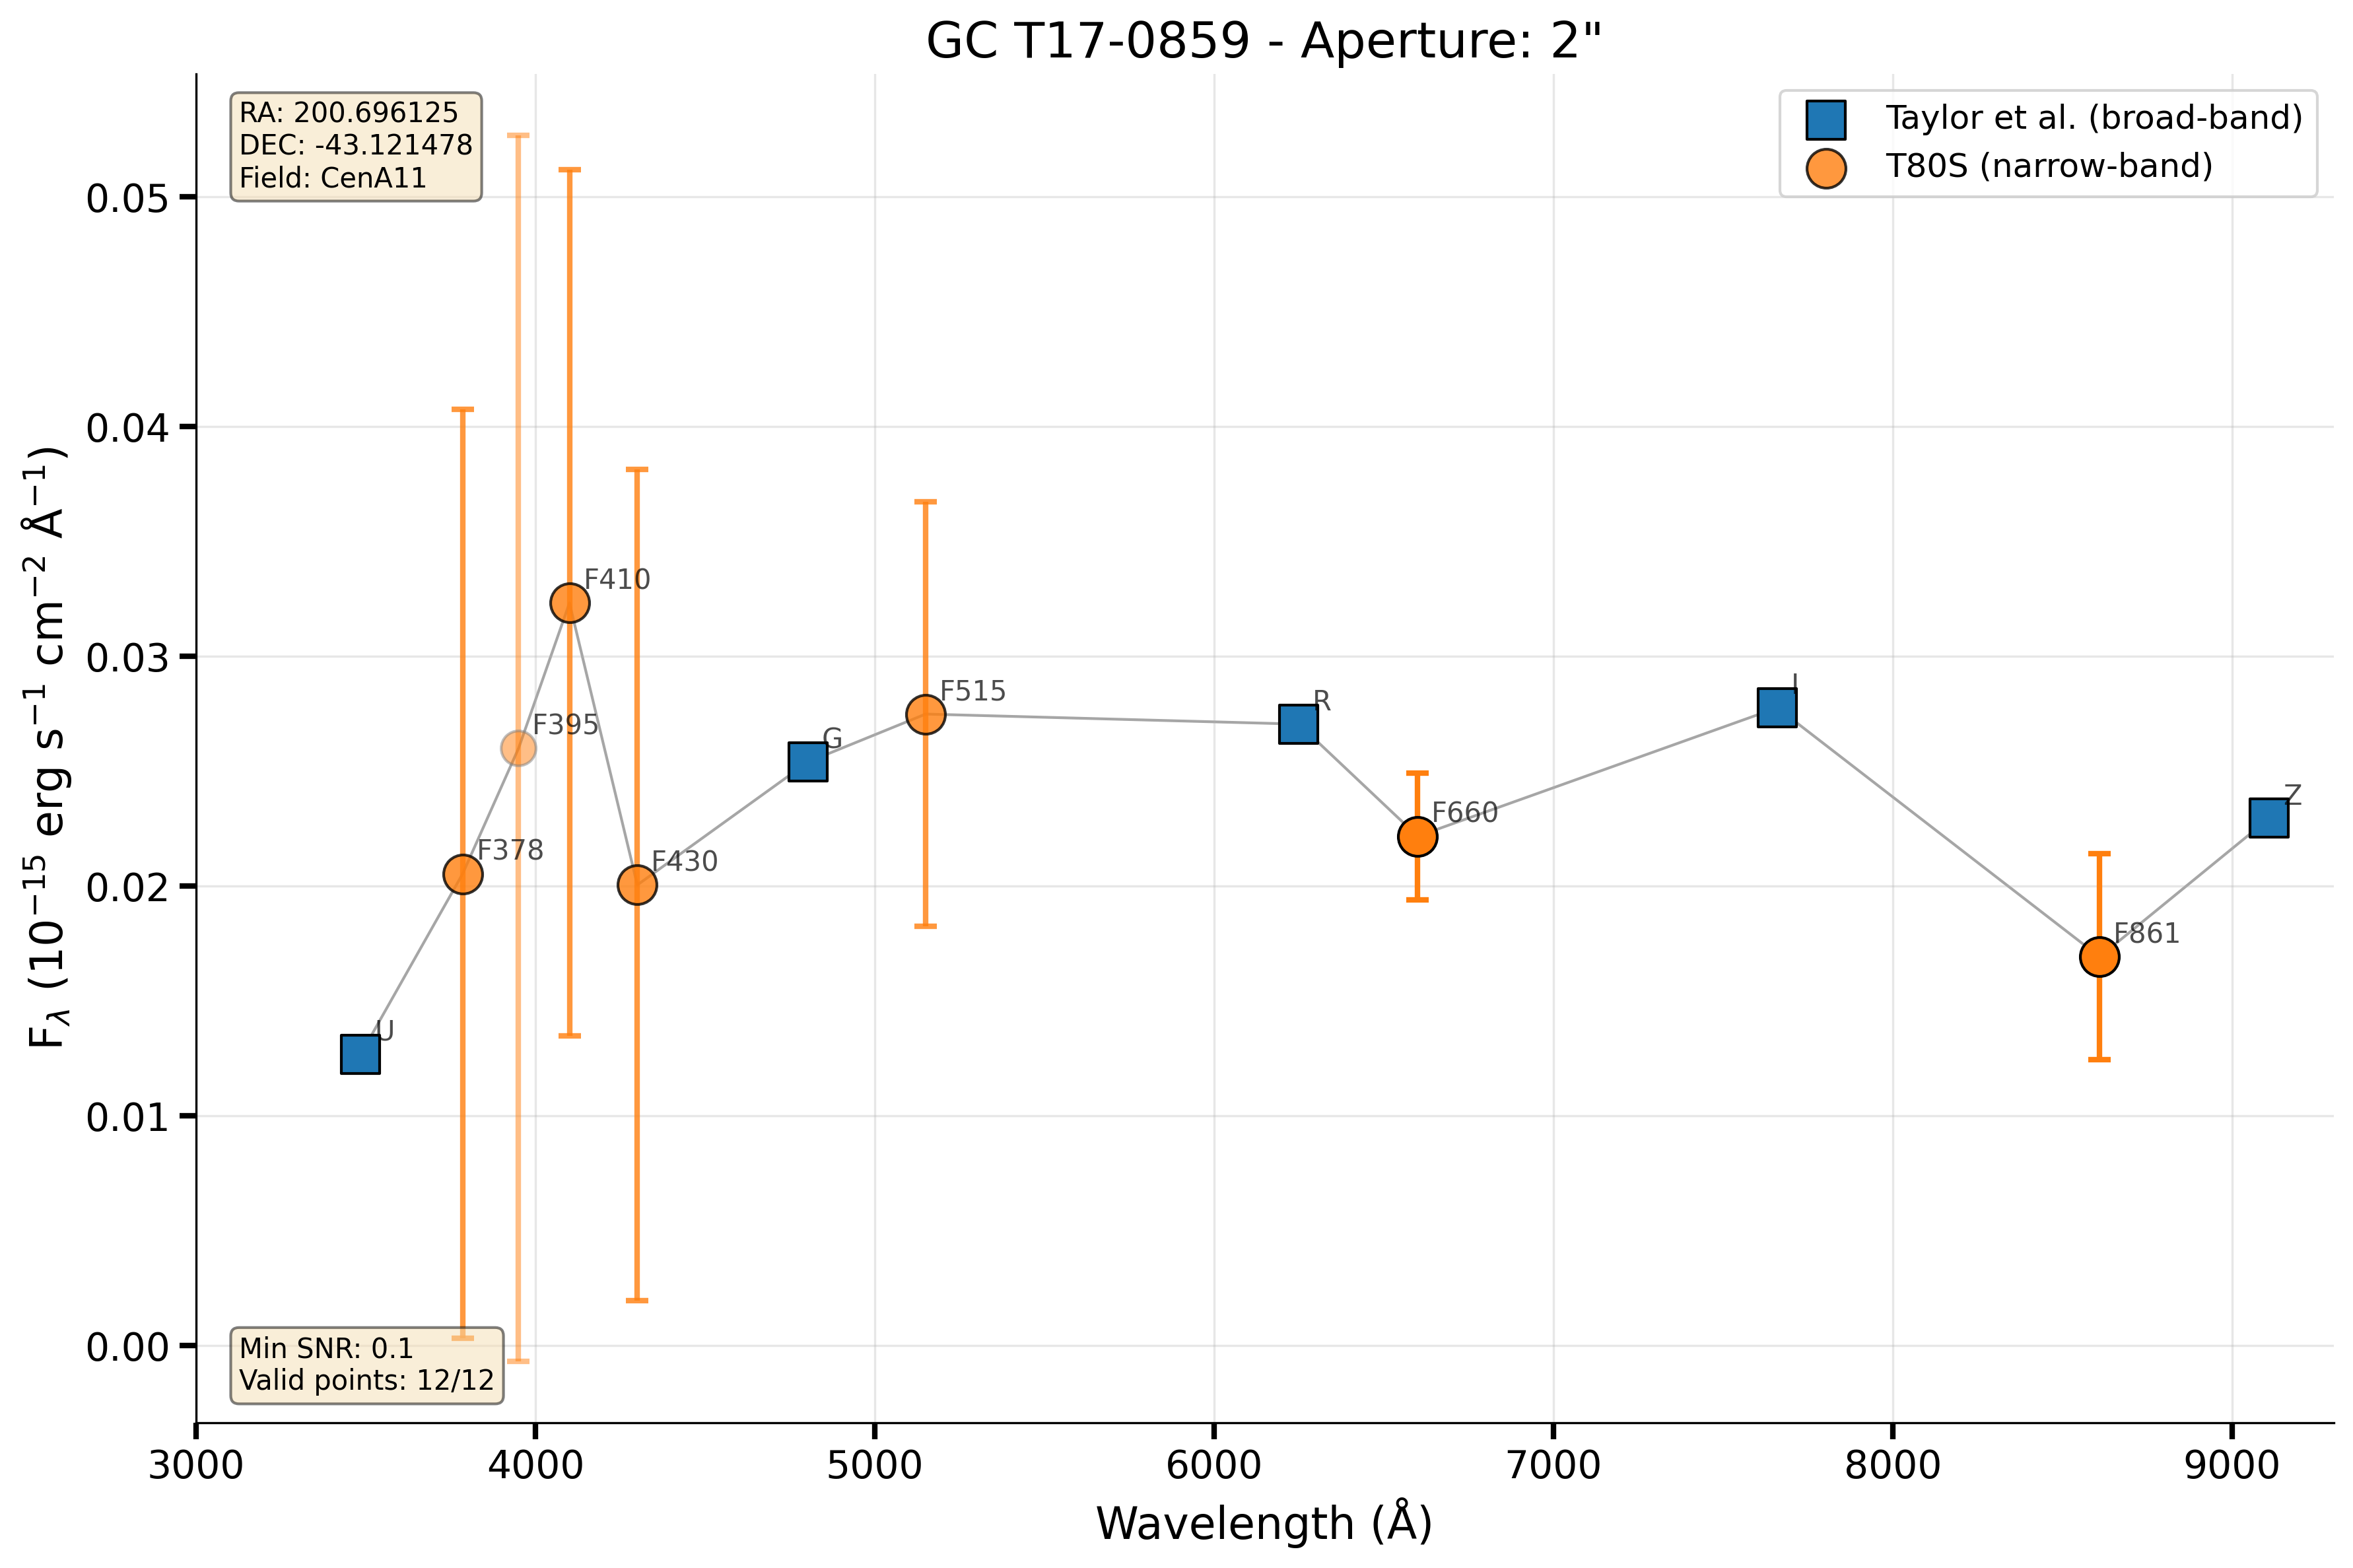 GC T17-0859 - Aperture: 2"
RA: 200.696125
DEC: -43.121478
Field: CenA11
Taylor et al. (broad-band)
T80S (narrow-band)
F_λ (10⁻¹⁵ erg s⁻¹ cm⁻² Å⁻¹)
0.05
0.04
0.03
0.02
0.01
0.00
U
F378
F395
F410
F430
G
F515
R
F660
I
F861
Z
Min SNR: 0.1
Valid points: 12/12
3000 4000 5000 6000 7000 8000 9000
Wavelength (Å)